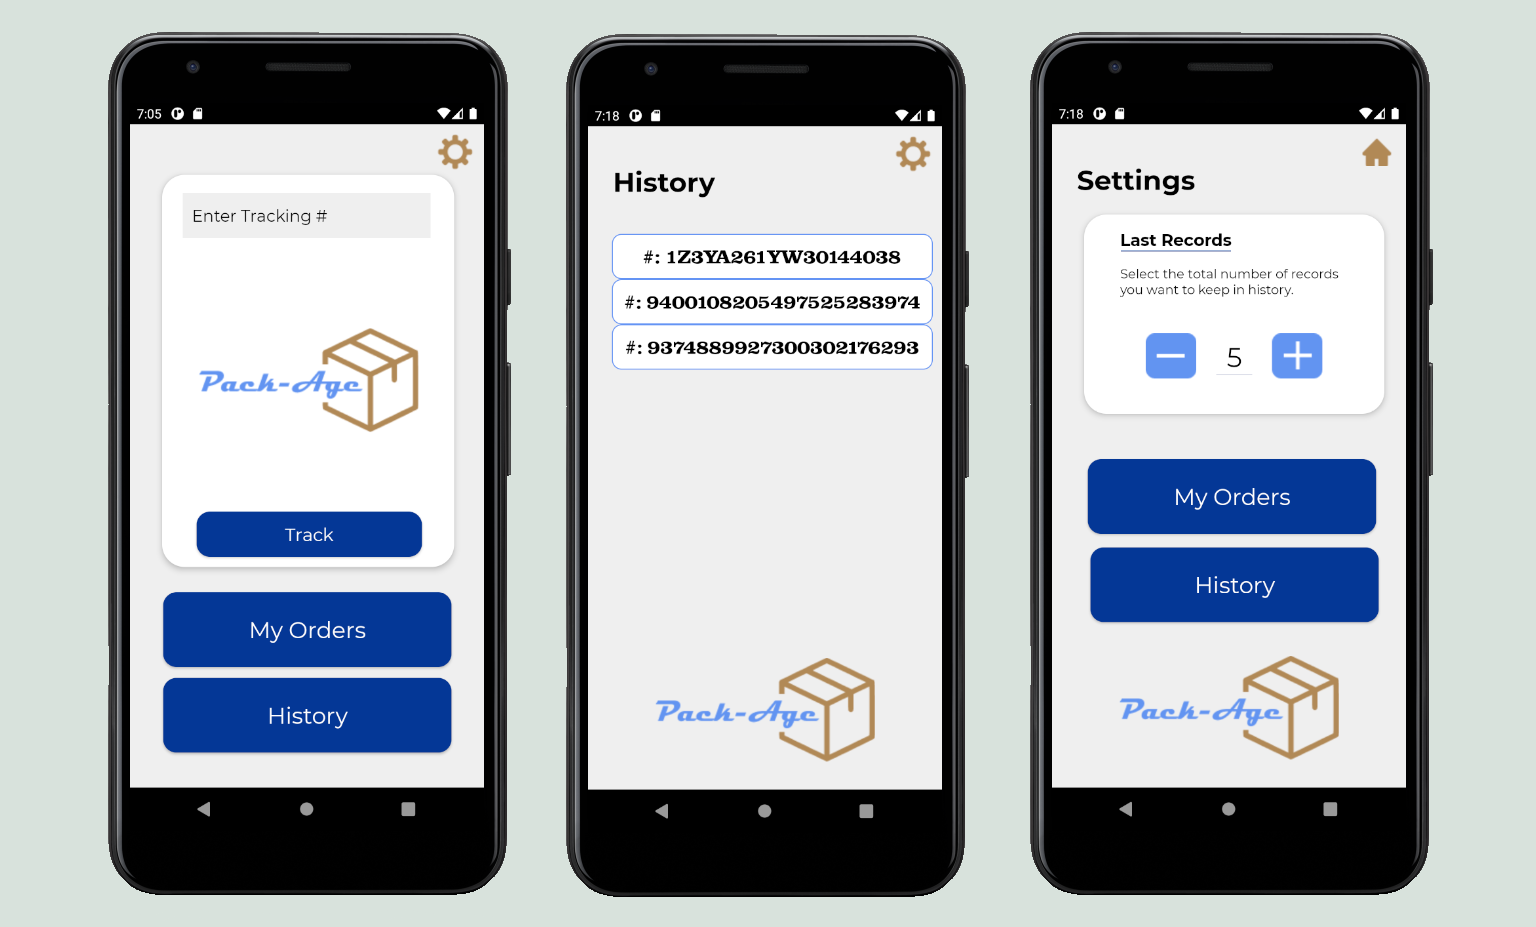 7:05
Enter Tracking #
Pack-Age
Track
My Orders
History
7:18
History
#: 1Z3YA261YW30144038
#: 9400108205497525283974
#: 9374889927300302176293
Pack-Age
7:18
Settings
Last Records
Select the total number of records
you want to keep in history.
5
My Orders
History
Pack-Age